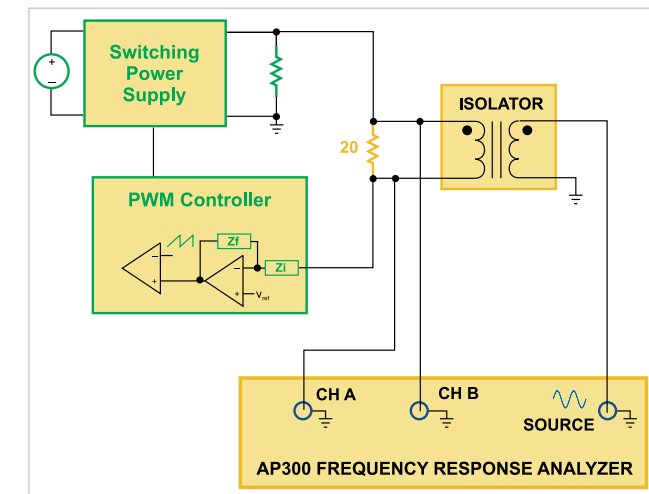 Switching
Power
Supply
+
−
ISOLATOR
20
PWM Controller
Zf
−
+
−
+
Zi
Vref
CH A
CH B
SOURCE
AP300 FREQUENCY RESPONSE ANALYZER